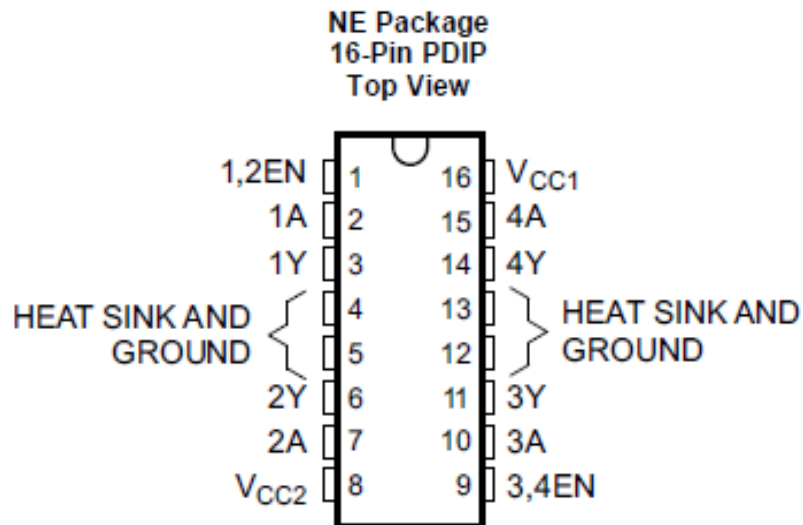 NE Package
16-Pin PDIP
Top View
1,2EN 1 16 VCC1
1A 2 15 4A
1Y 3 14 4Y
HEAT SINK AND
GROUND
4 13
5 12
HEAT SINK AND
GROUND
2Y 6 11 3Y
2A 7 10 3A
VCC2 8 9 3,4EN